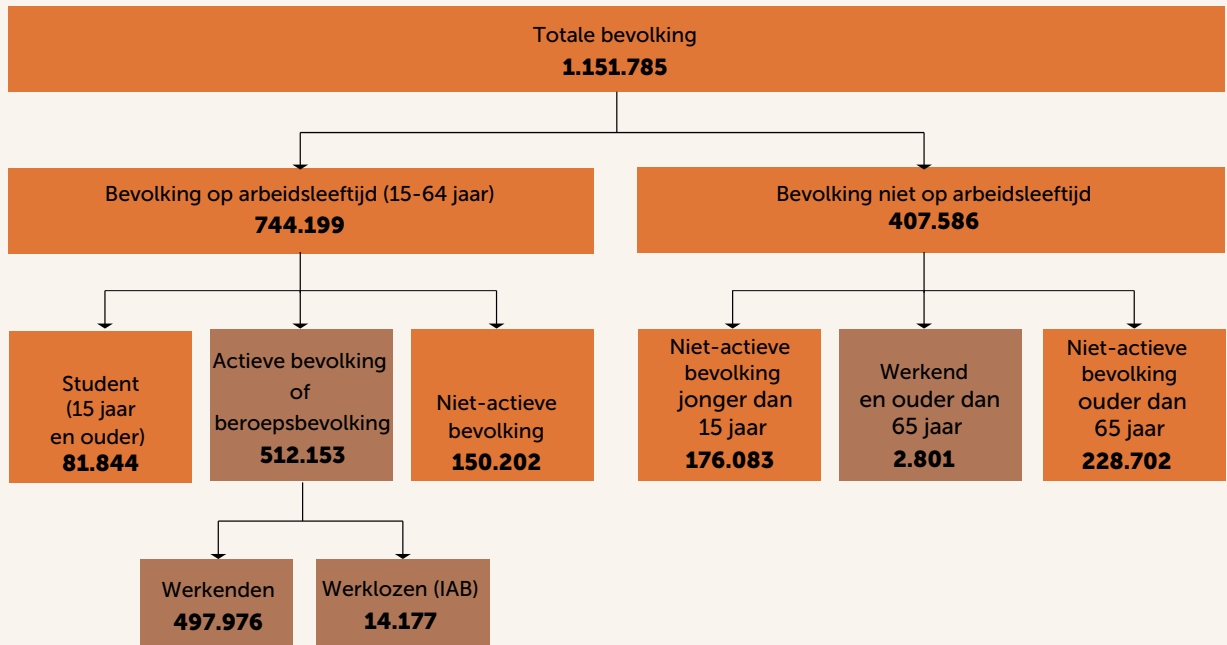 Totale bevolking
1.151.785
Bevolking op arbeidsleeftijd (15-64 jaar)
744.199
Bevolking niet op arbeidsleeftijd
407.586
Student
(15 jaar
en ouder)
81.844
Actieve bevolking
of
beroepsbevolking
512.153
Niet-actieve
bevolking
150.202
Niet-actieve
bevolking
jonger dan
15 jaar
176.083
Werkend
en ouder dan
65 jaar
2.801
Niet-actieve
bevolking
ouder dan
65 jaar
228.702
Werkenden
497.976
Werklozen (IAB)
14.177